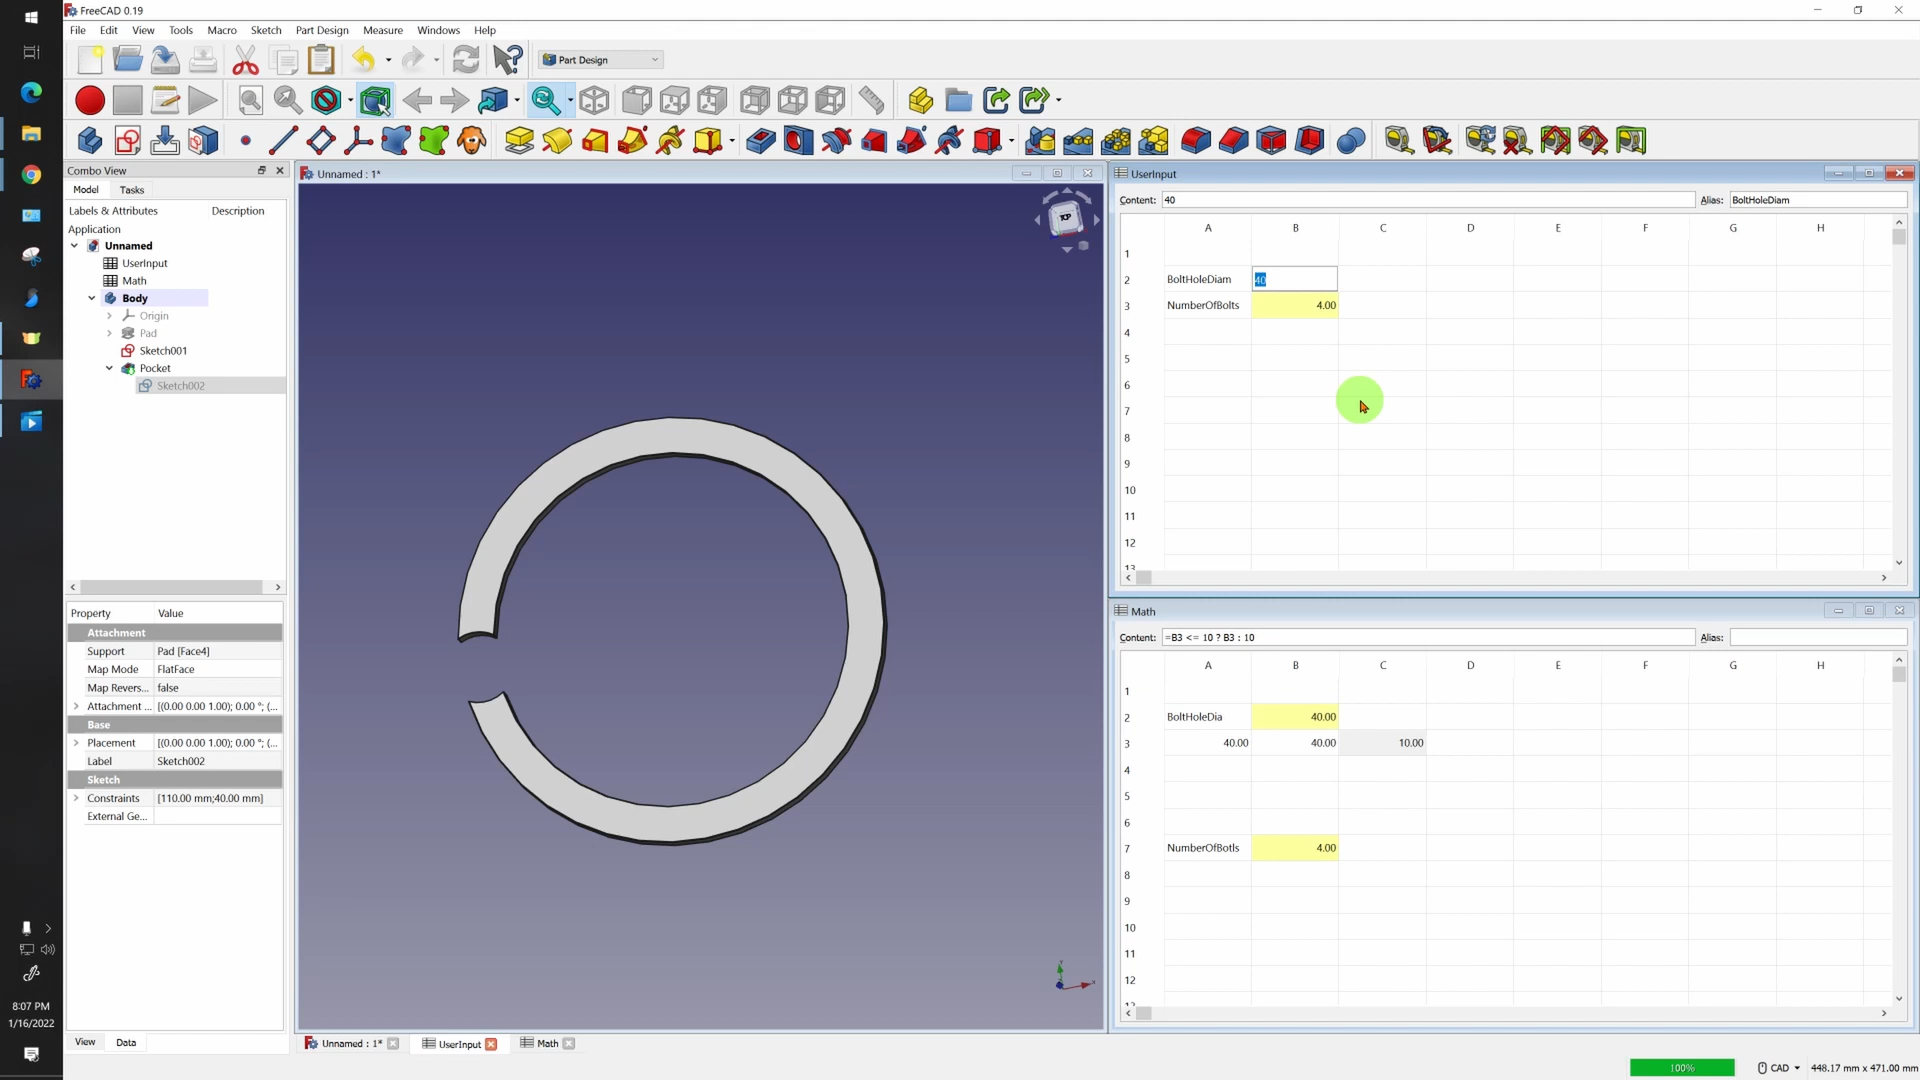 FreeCAD 0.19
File Edit View Tools Macro Sketch Part Design Measure Windows Help
Part Design
Combo View
Model Tasks
Labels & Attributes Description
Application
Unnamed
UserInput
Math
Body
Origin
Pad
Sketch001
Pocket
Sketch002
Property Value
Attachment
Support Pad [Face4]
Map Mode FlatFace
Map Revers... false
Attachment ... [(0.00 0.00 1.00); 0.00 °; (...
Base
Placement [(0.00 0.00 1.00); 0.00 °; (...
Label Sketch002
Sketch
Constraints [110.00 mm;40.00 mm]
External Ge...
View Data
Unnamed : 1*
TOP
Unnamed : 1* UserInput Math
UserInput
Content: 40 Alias: BoltHoleDiam
A B C D E F G H
1
2 BoltHoleDiam 40
3 NumberOfBolts 4.00
4
5
6
7
8
9
10
11
12
13
Math
Content: =B3 <= 10 ? B3 : 10 Alias:
A B C D E F G H
1
2 BoltHoleDia 40.00
3 40.00 40.00 10.00
4
5
6
7 NumberOfBotls 4.00
8
9
10
11
12
8:07 PM
1/16/2022
100% CAD 448.17 mm x 471.00 mm